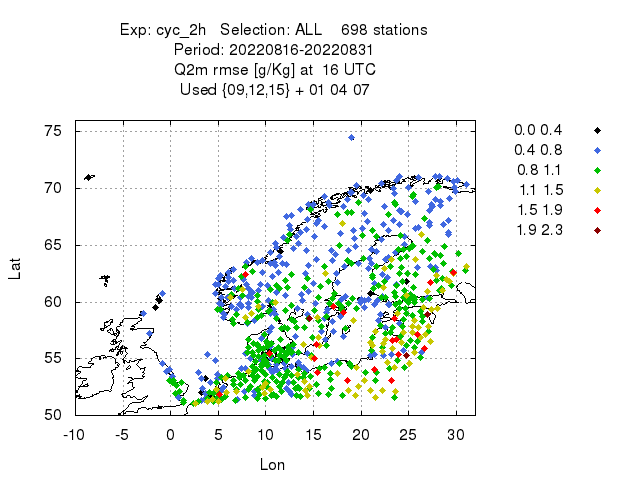 Exp: cyc_2h   Selection: ALL    698 stations
Period: 20220816-20220831
Q2m rmse [g/Kg] at  16 UTC
Used {09,12,15} + 01 04 07
75
70
65
60
55
50
-10 -5 0 5 10 15 20 25 30
Lat
Lon
0.0 0.4
0.4 0.8
0.8 1.1
1.1 1.5
1.5 1.9
1.9 2.3